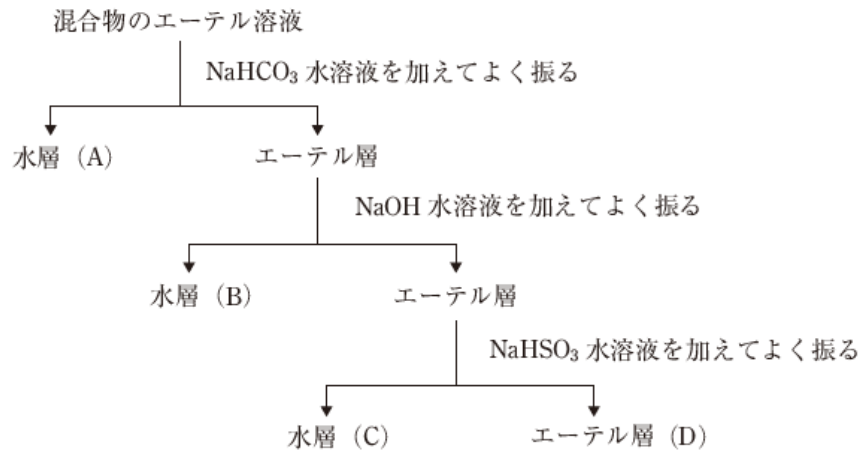 混合物のエーテル溶液
NaHCO₃ 水溶液を加えてよく振る
水層（A）
エーテル層
NaOH 水溶液を加えてよく振る
水層（B）
エーテル層
NaHSO₃ 水溶液を加えてよく振る
水層（C）
エーテル層（D）